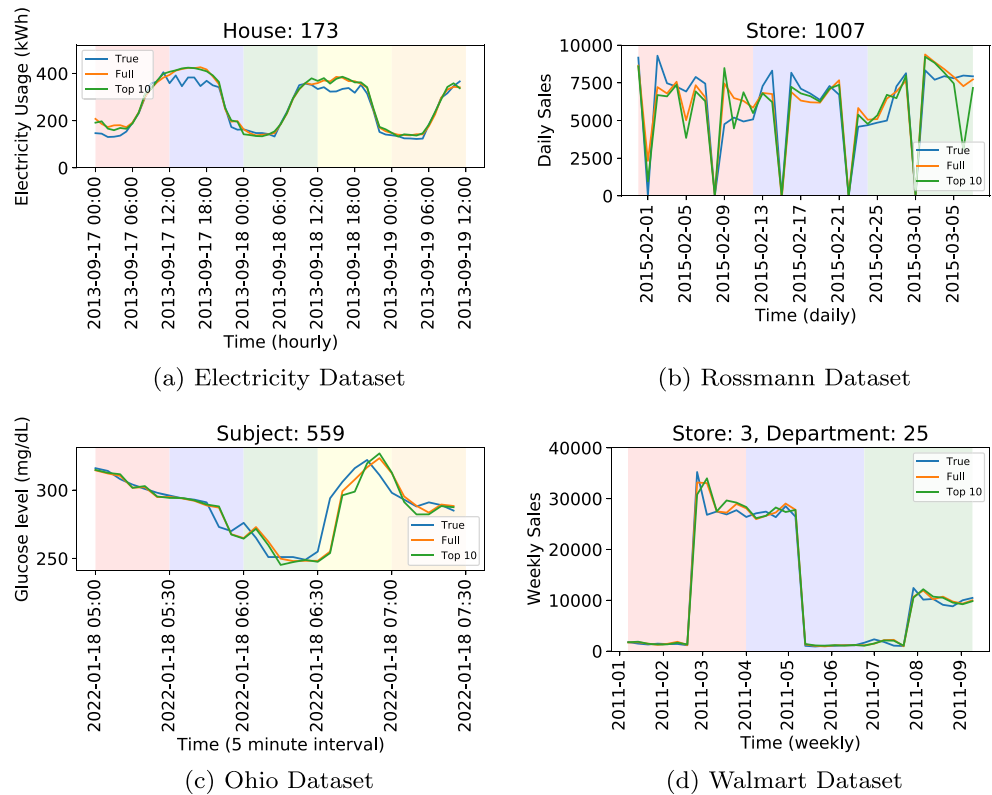 House: 173
Electricity Usage (kWh)
400
200
0
True
Full
Top 10
2013-09-17 00:00
2013-09-17 06:00
2013-09-17 12:00
2013-09-17 18:00
2013-09-18 00:00
2013-09-18 06:00
2013-09-18 12:00
2013-09-18 18:00
2013-09-19 00:00
2013-09-19 06:00
2013-09-19 12:00
Time (hourly)
(a) Electricity Dataset
Store: 1007
Daily Sales
10000
7500
5000
2500
0
True
Full
Top 10
2015-02-01
2015-02-05
2015-02-09
2015-02-13
2015-02-17
2015-02-21
2015-02-25
2015-03-01
2015-03-05
Time (daily)
(b) Rossmann Dataset
Subject: 559
Glucose level (mg/dL)
300
250
True
Full
Top 10
2022-01-18 05:00
2022-01-18 05:30
2022-01-18 06:00
2022-01-18 06:30
2022-01-18 07:00
2022-01-18 07:30
Time (5 minute interval)
(c) Ohio Dataset
Store: 3, Department: 25
Weekly Sales
40000
30000
20000
10000
0
True
Full
Top 10
2011-01
2011-02
2011-03
2011-04
2011-05
2011-06
2011-07
2011-08
2011-09
Time (weekly)
(d) Walmart Dataset